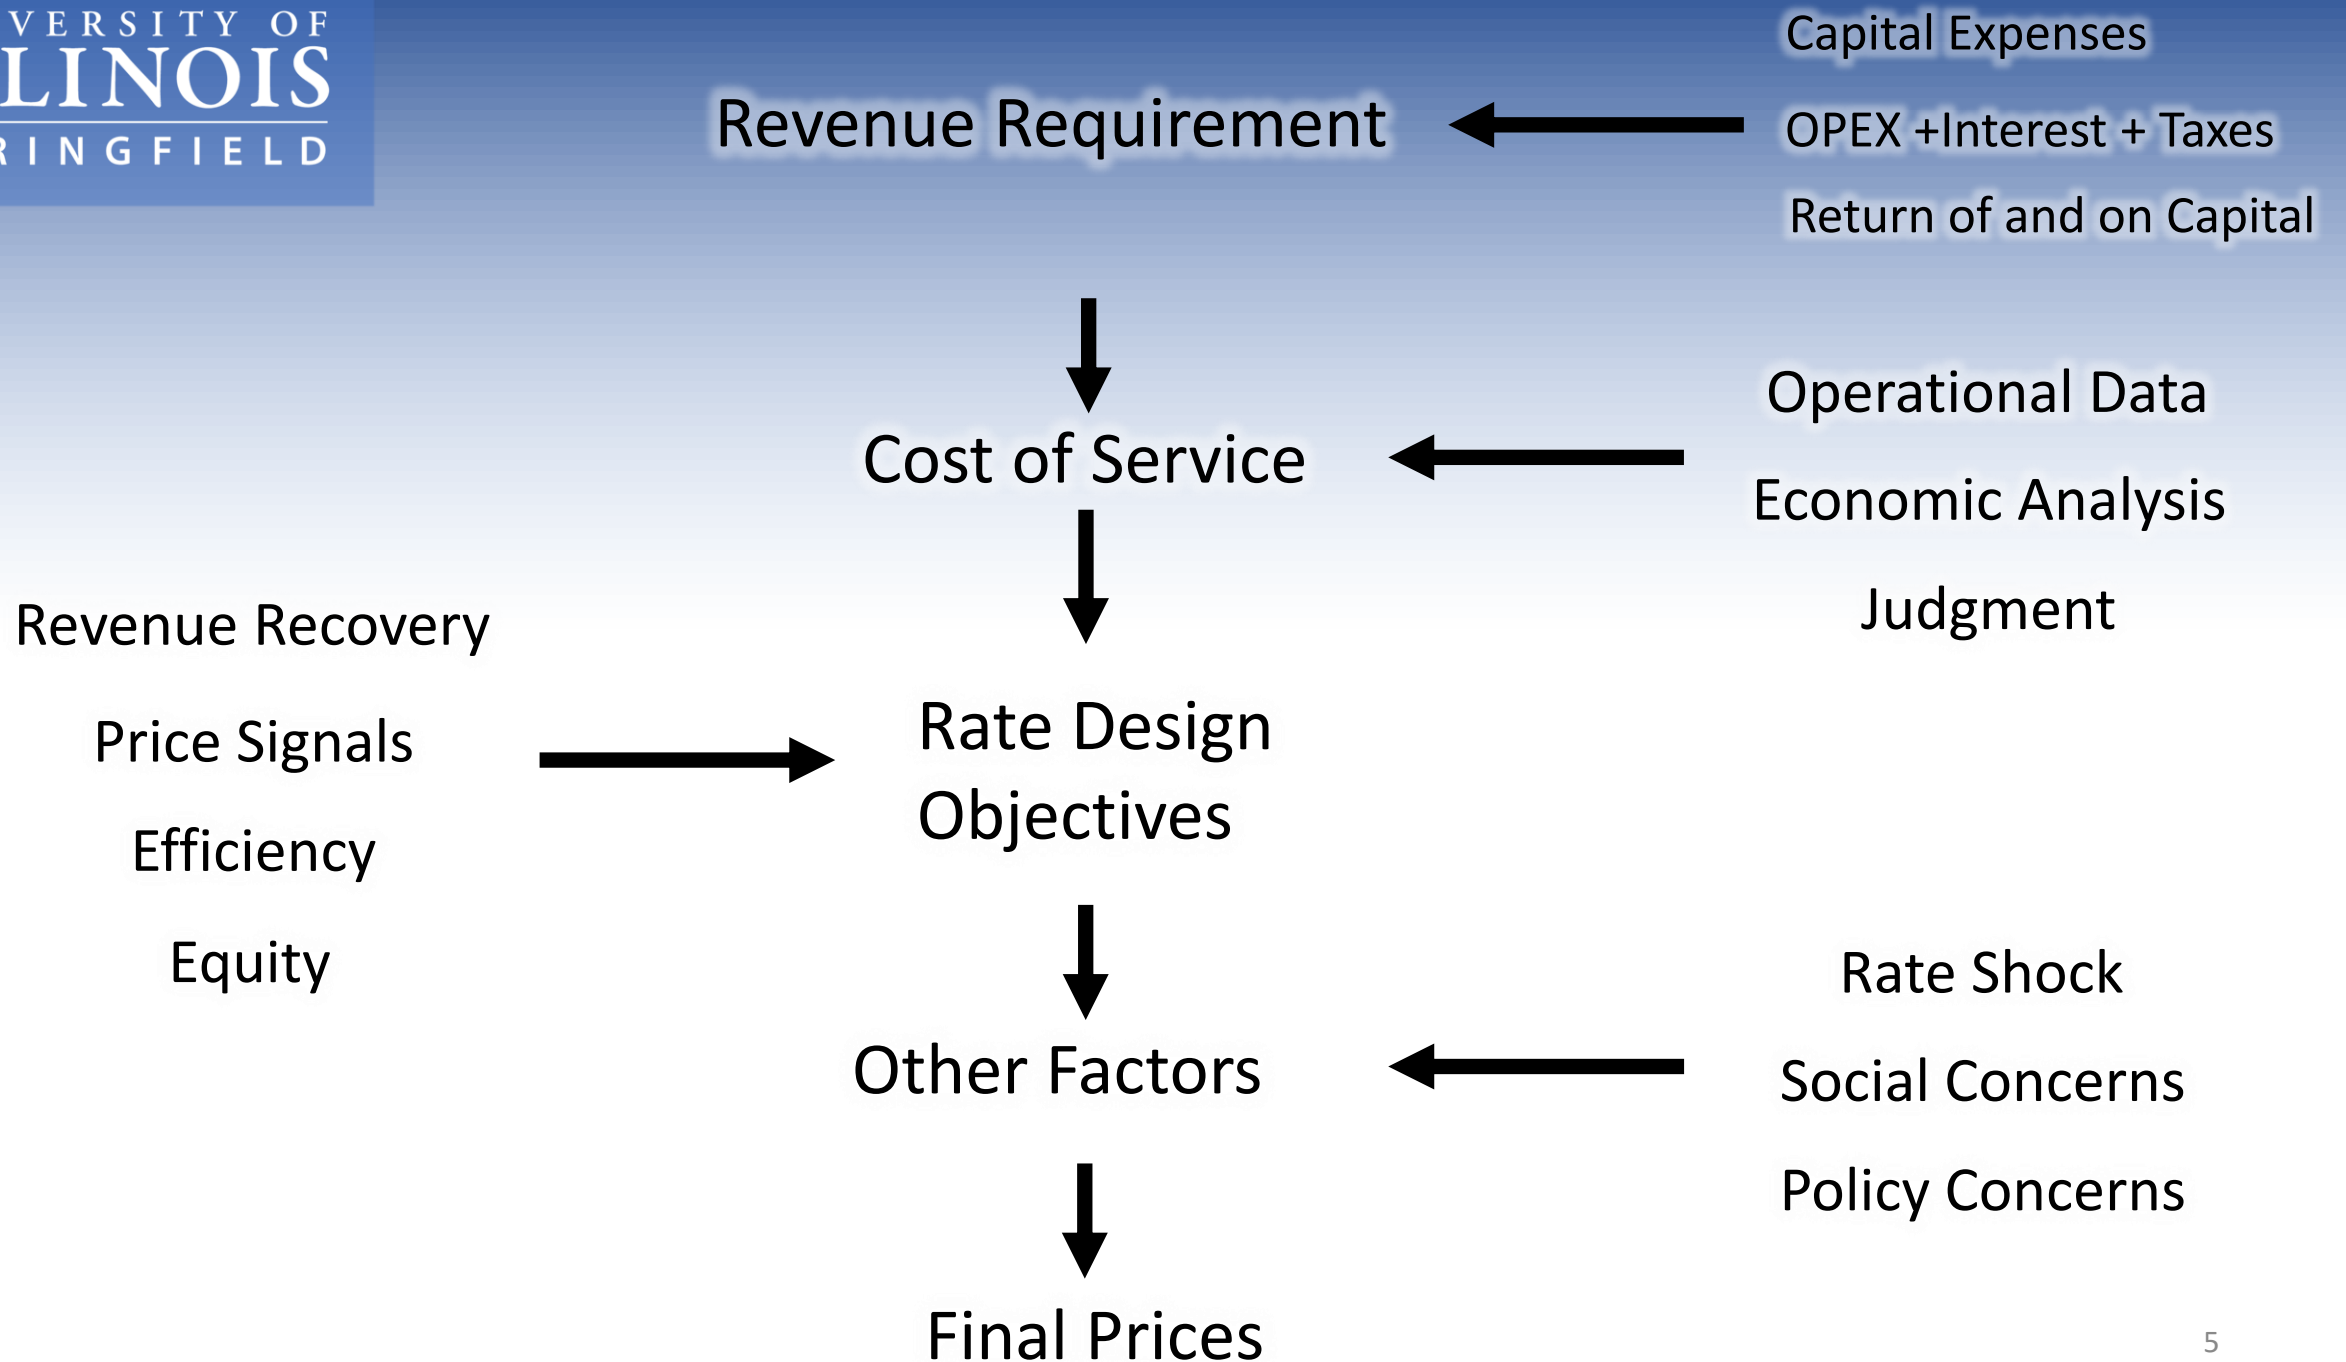 VERSITY OF
LINOIS
RINGFIELD
Capital Expenses
Revenue Requirement
OPEX +Interest + Taxes
Return of and on Capital
Operational Data
Cost of Service
Economic Analysis
Judgment
Revenue Recovery
Price Signals
Efficiency
Equity
Rate Design
Objectives
Rate Shock
Other Factors
Social Concerns
Policy Concerns
Final Prices
5